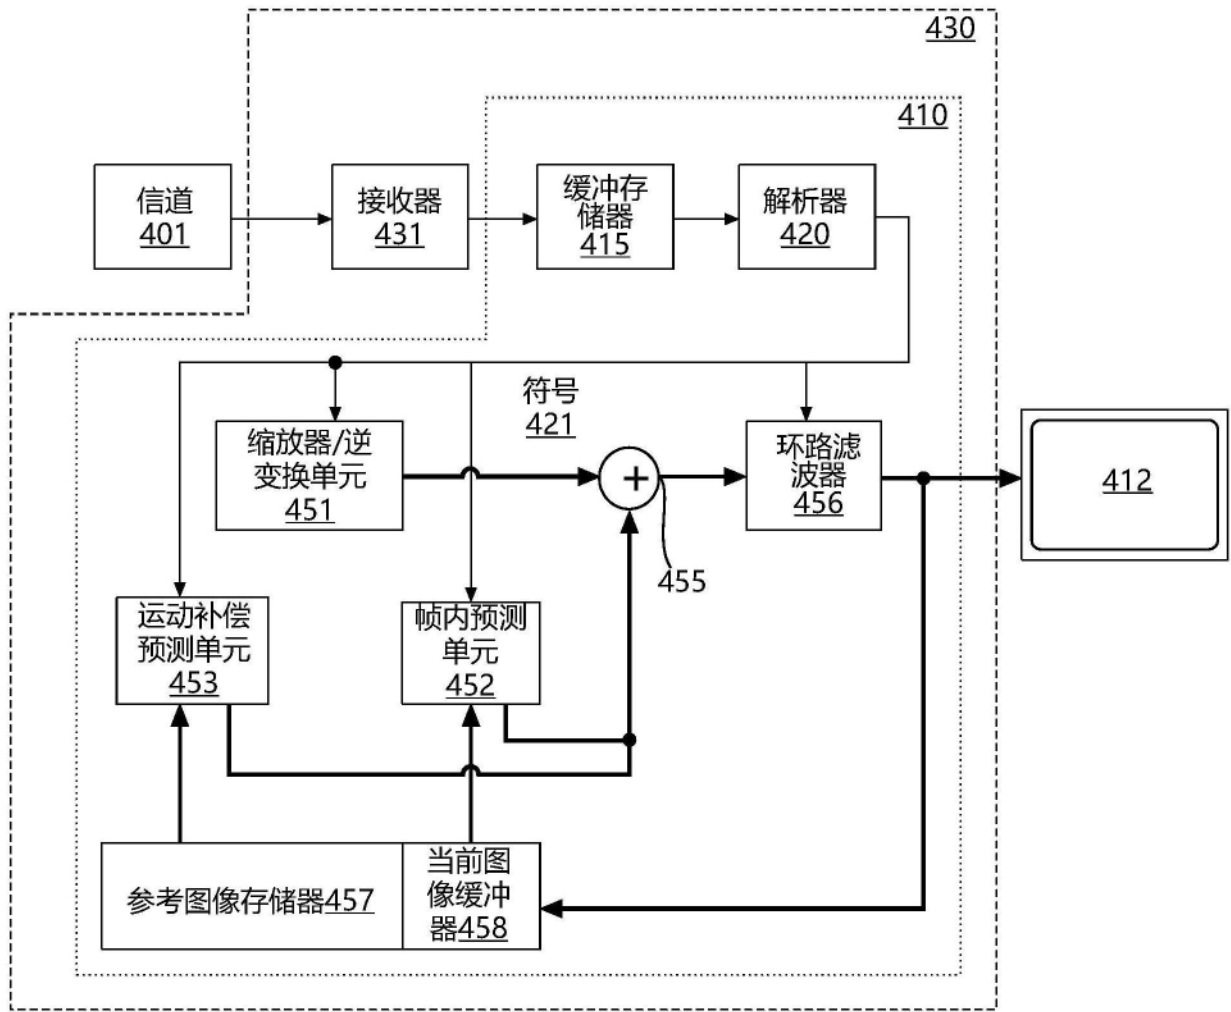 430
410
信道
401
接收器
431
缓冲存
储器
415
解析器
420
符号
421
缩放器/逆
变换单元
451
+
455
环路滤
波器
456
412
运动补偿
预测单元
453
帧内预测
单元
452
参考图像存储器457
当前图
像缓冲
器458